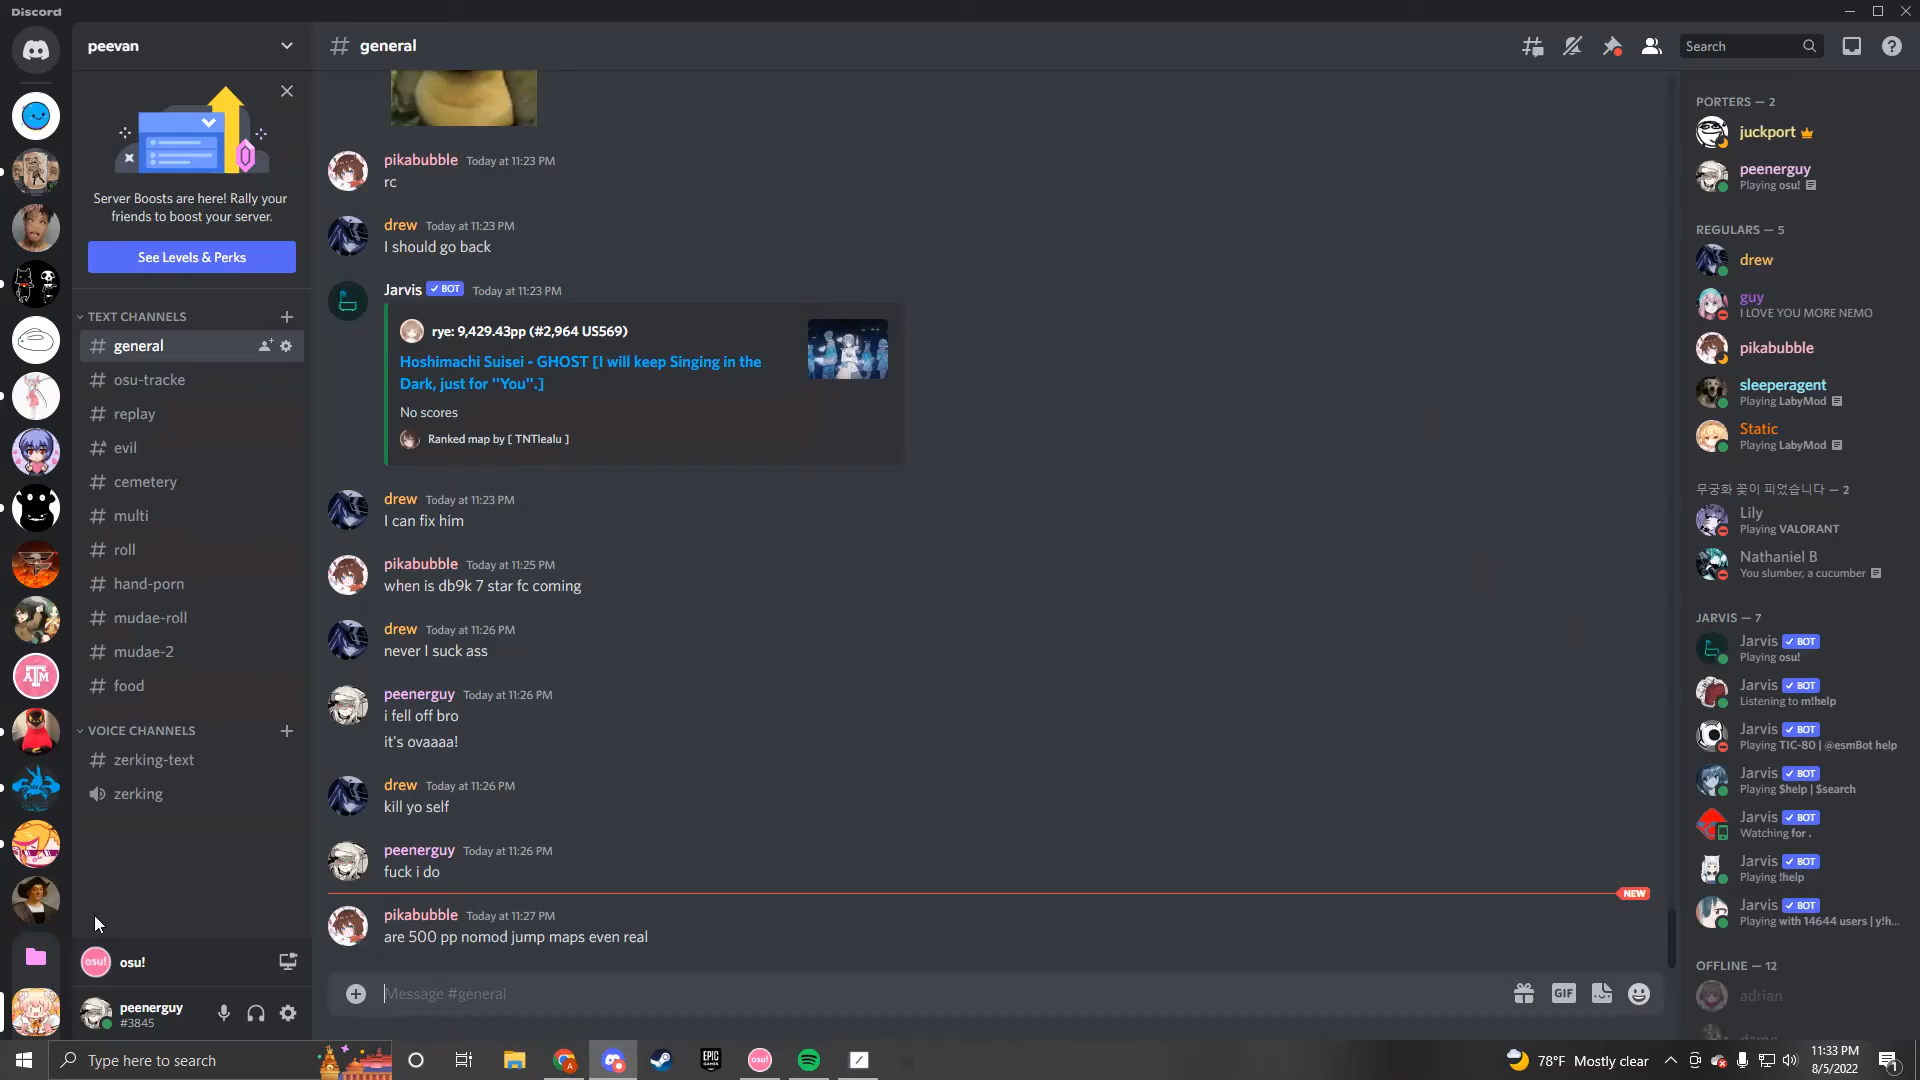 Discord
peevan
Server Boosts are here! Rally your
friends to boost your server.
See Levels & Perks
TEXT CHANNELS
general
osu-tracke
replay
evil
cemetery
multi
roll
hand-porn
mudae-roll
mudae-2
food
VOICE CHANNELS
zerking-text
zerking
osu! osu!
peenerguy
#3845
general
Search
pikabubble Today at 11:23 PM
rc
drew Today at 11:23 PM
I should go back
Jarvis BOT Today at 11:23 PM
rye: 9,429.43pp (#2,964 US569)
Hoshimachi Suisei - GHOST [I will keep Singing in the
Dark, just for "You".]
No scores
Ranked map by [ TNTlealu ]
drew Today at 11:23 PM
I can fix him
pikabubble Today at 11:25 PM
when is db9k 7 star fc coming
drew Today at 11:26 PM
never I suck ass
peenerguy Today at 11:26 PM
i fell off bro
it's ovaaaa!
drew Today at 11:26 PM
kill yo self
peenerguy Today at 11:26 PM
fuck i do
NEW
pikabubble Today at 11:27 PM
are 500 pp nomod jump maps even real
Message #general
GIF
PORTERS — 2
juckport
peenerguy
Playing osu!
REGULARS — 5
drew
guy
I LOVE YOU MORE NEMO
pikabubble
sleeperagent
Playing LabyMod
Static
Playing LabyMod
무궁화 꽃이 피었습니다 — 2
Lily
Playing VALORANT
Nathaniel B
You slumber, a cucumber
JARVIS — 7
Jarvis BOT
Playing osu!
Jarvis BOT
Listening to m!help
Jarvis BOT
Playing TIC-80 | @esmBot help
Jarvis BOT
Playing $help | $search
Jarvis BOT
Watching for .
Jarvis BOT
Playing !help
Jarvis BOT
Playing with 14644 users | y!h...
OFFLINE — 12
adrian
Type here to search
EPIC
GAMES
osu!
78°F Mostly clear
11:33 PM
8/5/2022
1